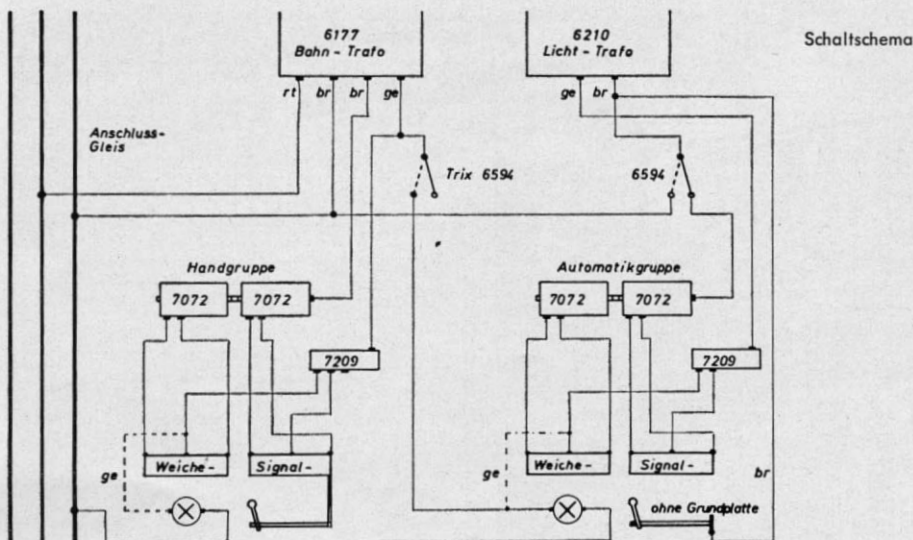 Schaltschema
6177
Bahn - Trafo
6210
Licht - Trafo
rt br br ge
ge br
Anschluss-
Gleis
Trix 6594
6594
Handgruppe
Automatikgruppe
7072 7072
7072 7072
7209
7209
ge
Weiche -
Signal -
ge
Weiche -
Signal -
br
ohne Grundplatte